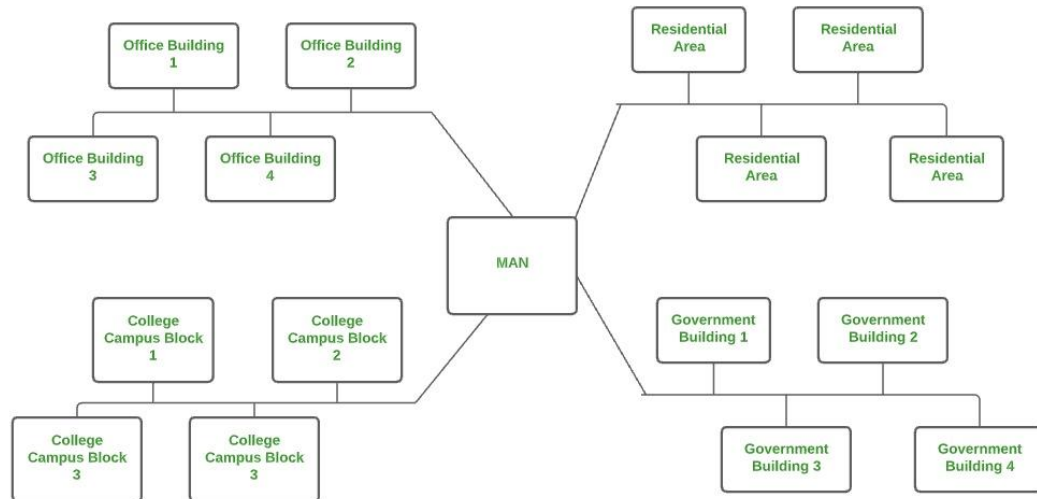 Office Building
1
Office Building
2
Office Building
3
Office Building
4
Residential
Area
Residential
Area
Residential
Area
Residential
Area
MAN
College
Campus Block
1
College
Campus Block
2
College
Campus Block
3
College
Campus Block
3
Government
Building 1
Government
Building 2
Government
Building 3
Government
Building 4